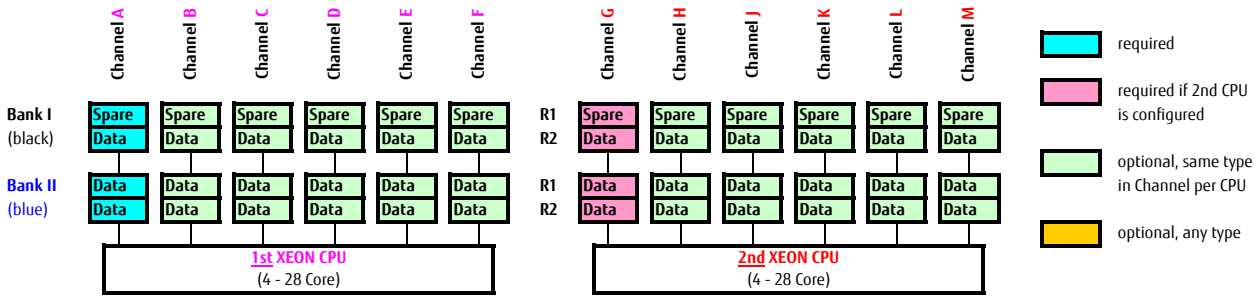 Channel A Channel B Channel C Channel D Channel E Channel F Channel G Channel H Channel J Channel K Channel L Channel M
required
required if 2nd CPU
is configured
Bank I Spare Spare Spare Spare Spare Spare R1 Spare Spare Spare Spare Spare Spare
(black) Data Data Data Data Data Data R2 Data Data Data Data Data Data
optional, same type
in Channel per CPU
Bank II Data Data Data Data Data Data R1 Data Data Data Data Data Data
(blue) Data Data Data Data Data Data R2 Data Data Data Data Data Data
optional, any type
1st XEON CPU 2nd XEON CPU
(4 - 28 Core) (4 - 28 Core)